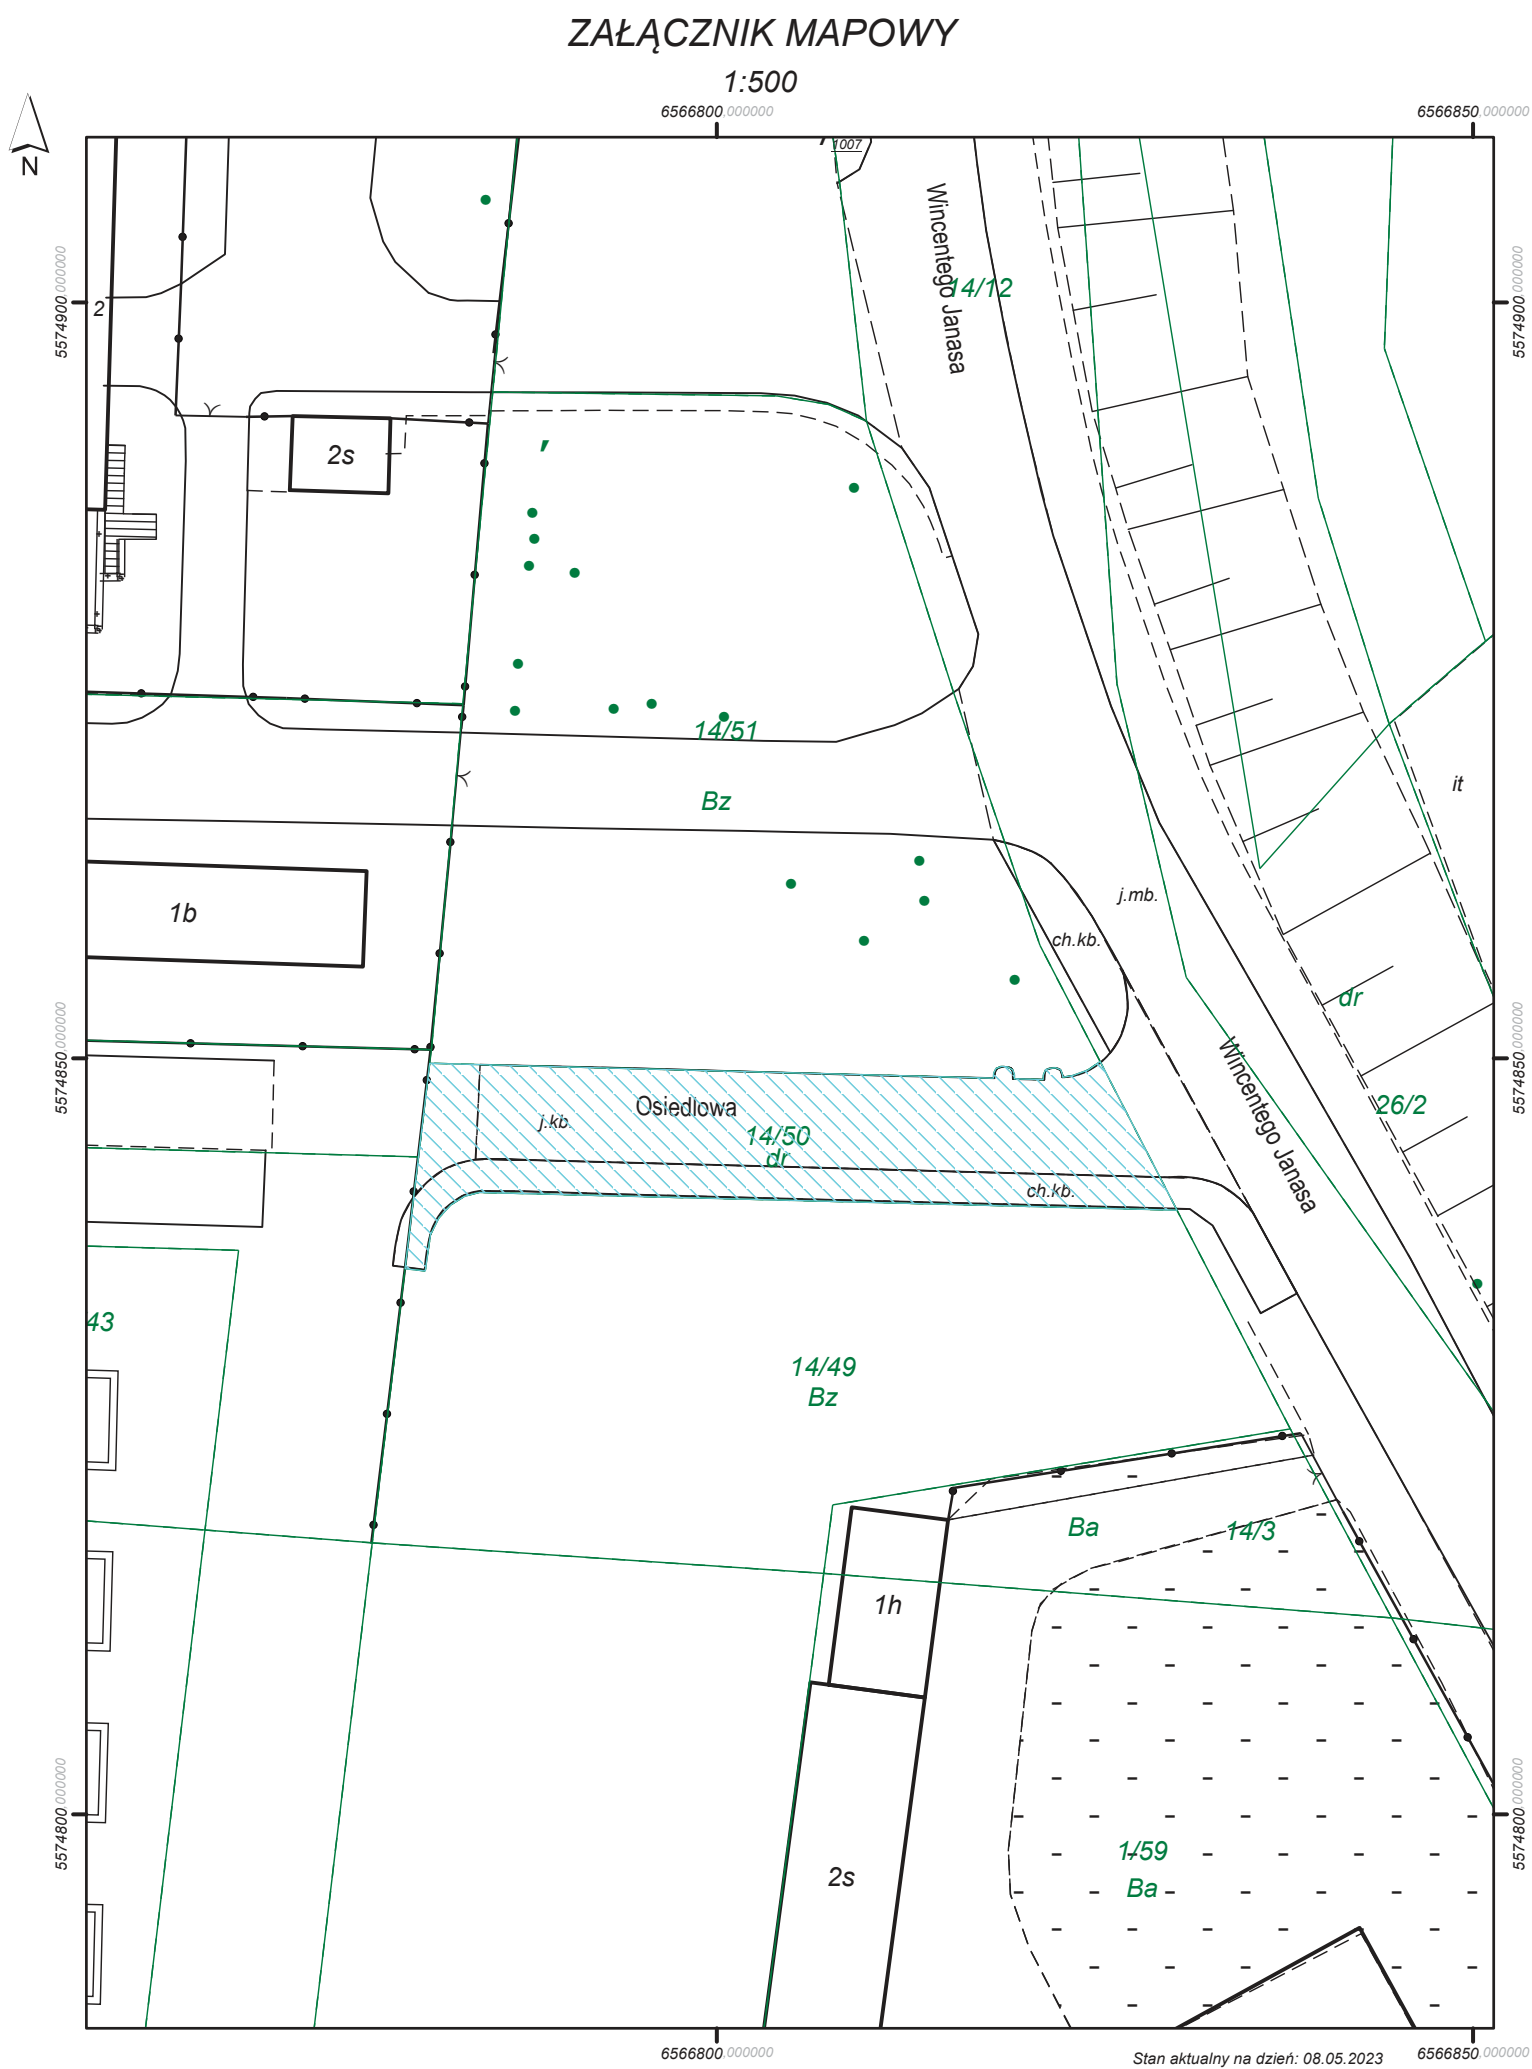 ZAŁĄCZNIK MAPOWY
1:500
6566800,000000
6566850,000000
N
1007
Wincentego Janasa
14/12
5574900,000000
5574900,000000
2
2s
14/51
Bz
it
1b
j.mb.
ch.kb.
dr
5574850,000000
5574850,000000
Osiedlowa
j.kb.
14/50
dr
ch.kb.
Wincentego Janasa
26/2
43
14/49
Bz
Ba
14/3
1h
5574800,000000
5574800,000000
1/59
Ba
2s
6566800,000000
6566850,000000
Stan aktualny na dzień: 08.05.2023